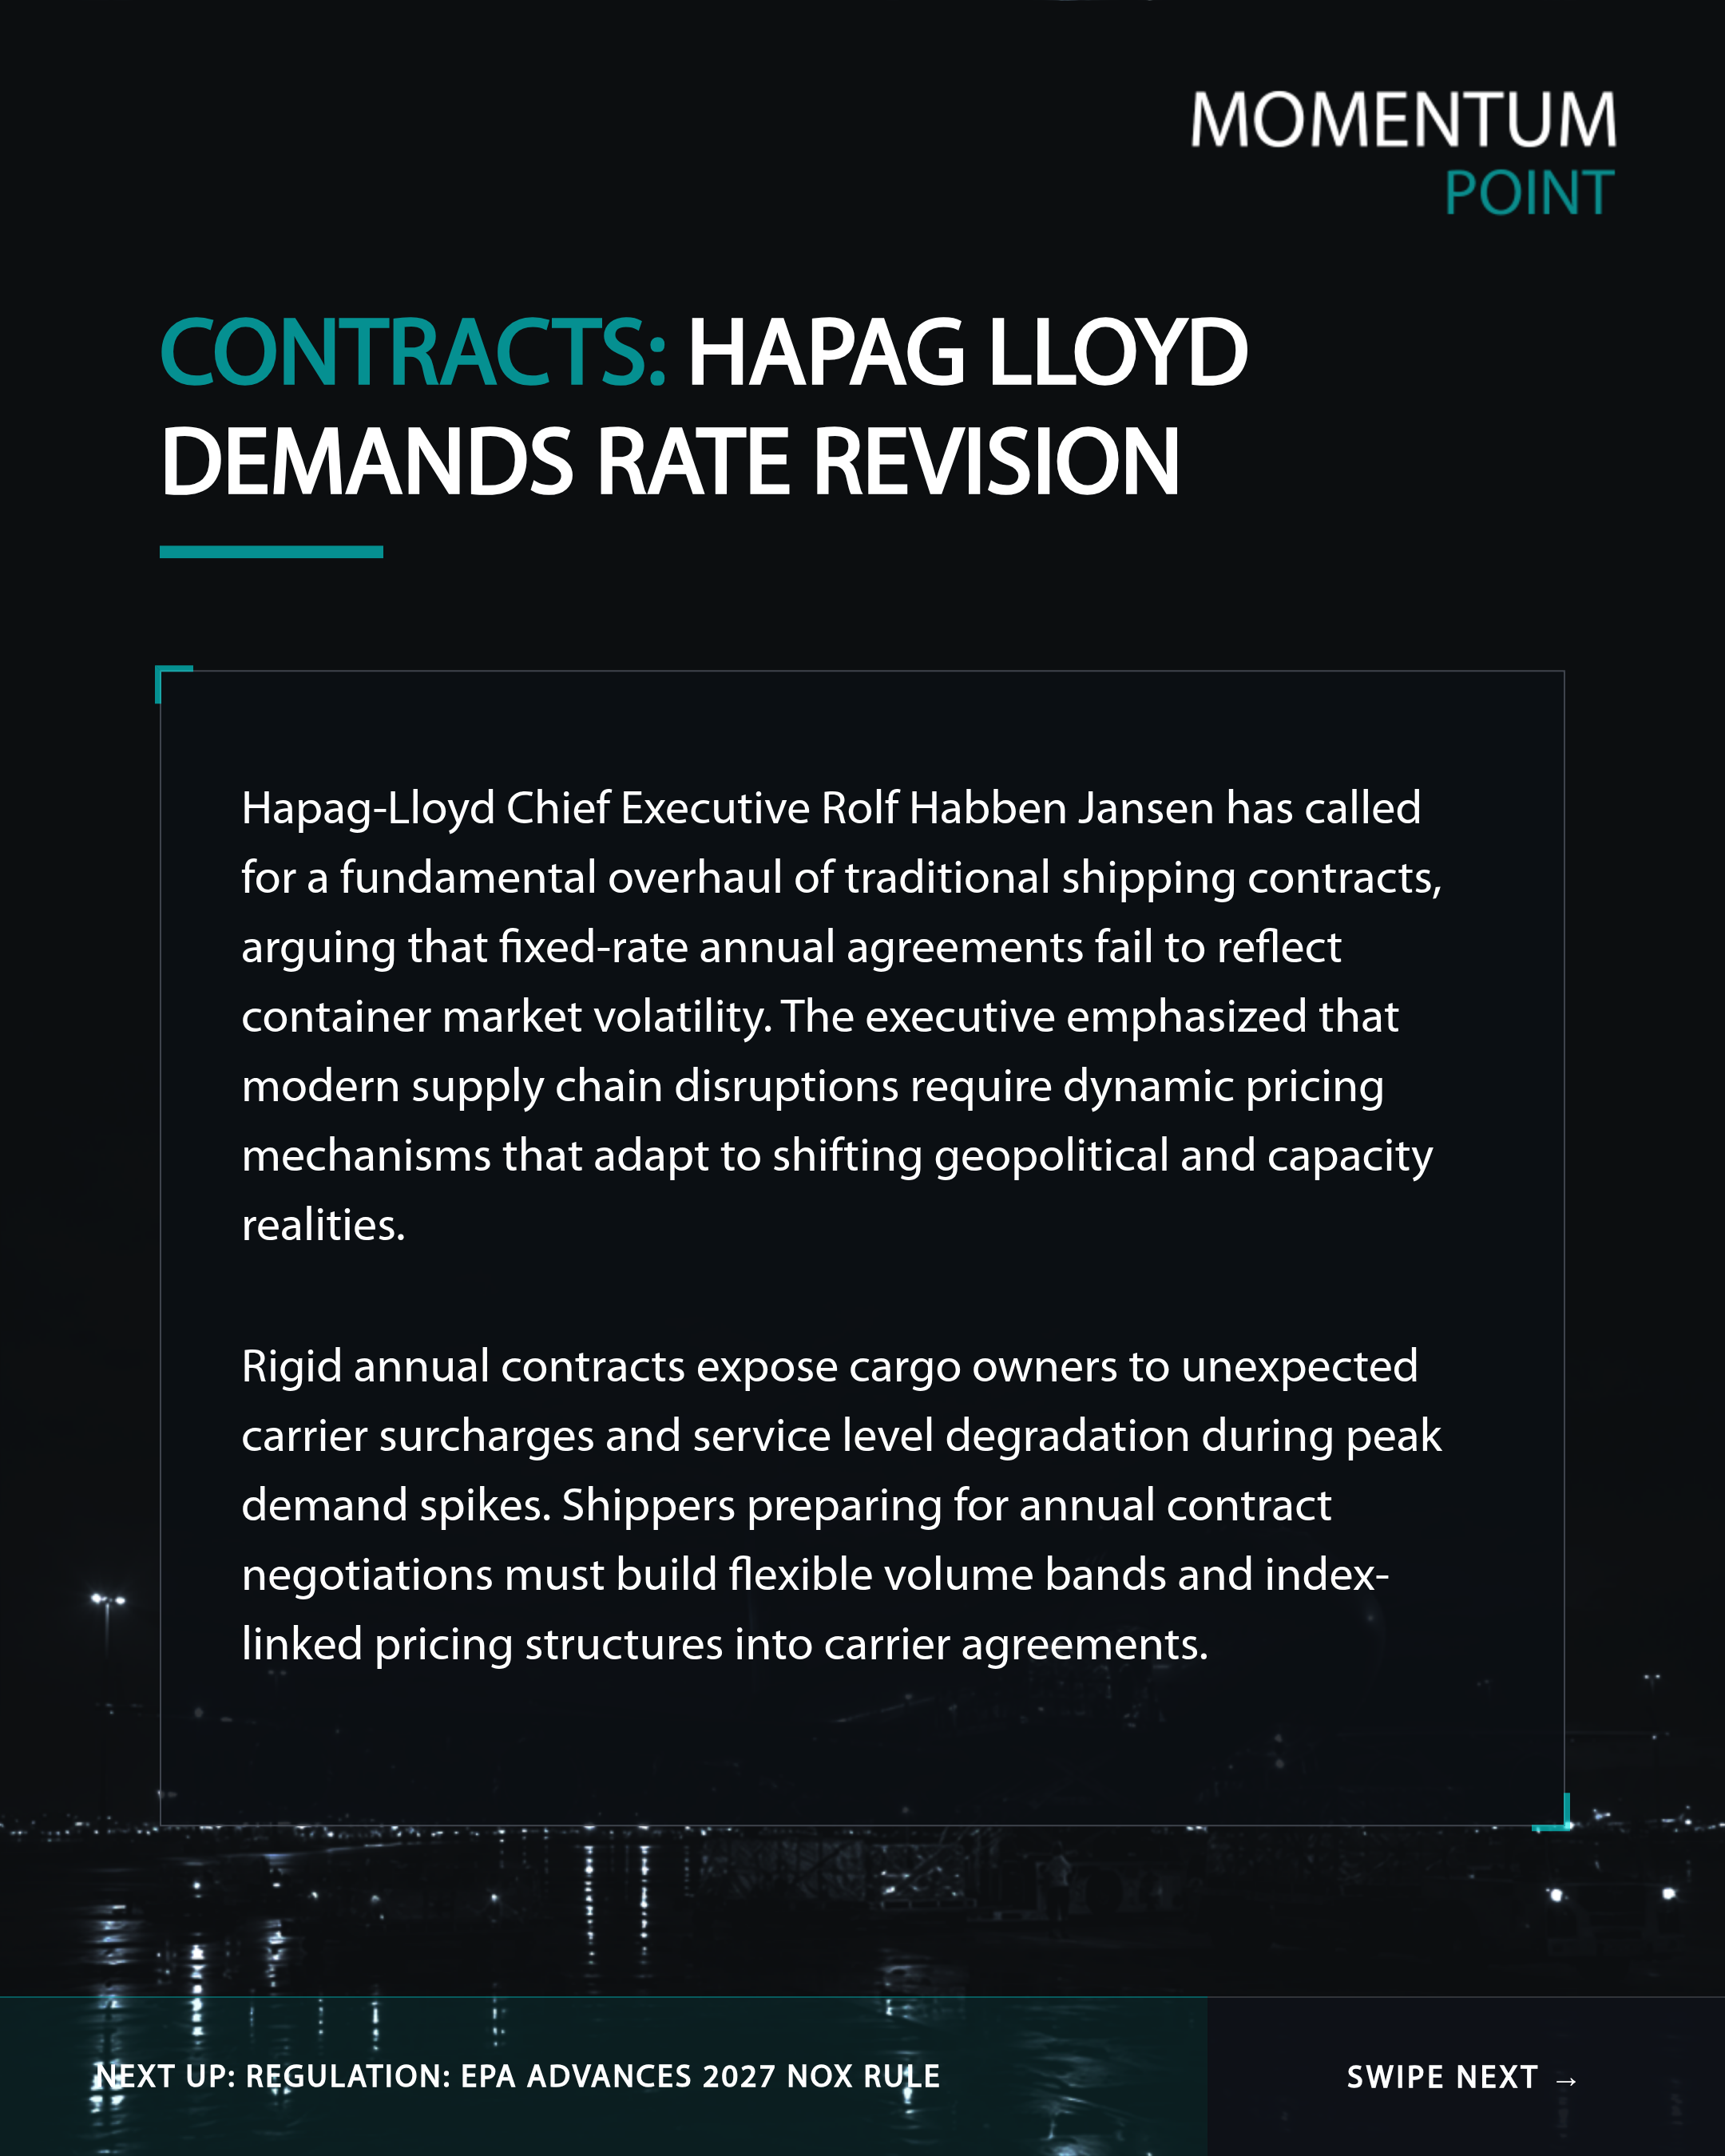 MOMENTUM
POINT
CONTRACTS: HAPAG LLOYD
DEMANDS RATE REVISION
Hapag-Lloyd Chief Executive Rolf Habben Jansen has called
for a fundamental overhaul of traditional shipping contracts,
arguing that fixed-rate annual agreements fail to reflect
container market volatility. The executive emphasized that
modern supply chain disruptions require dynamic pricing
mechanisms that adapt to shifting geopolitical and capacity
realities.
Rigid annual contracts expose cargo owners to unexpected
carrier surcharges and service level degradation during peak
demand spikes. Shippers preparing for annual contract
negotiations must build flexible volume bands and index-
linked pricing structures into carrier agreements.
NEXT UP: REGULATION: EPA ADVANCES 2027 NOX RULE
SWIPE NEXT →